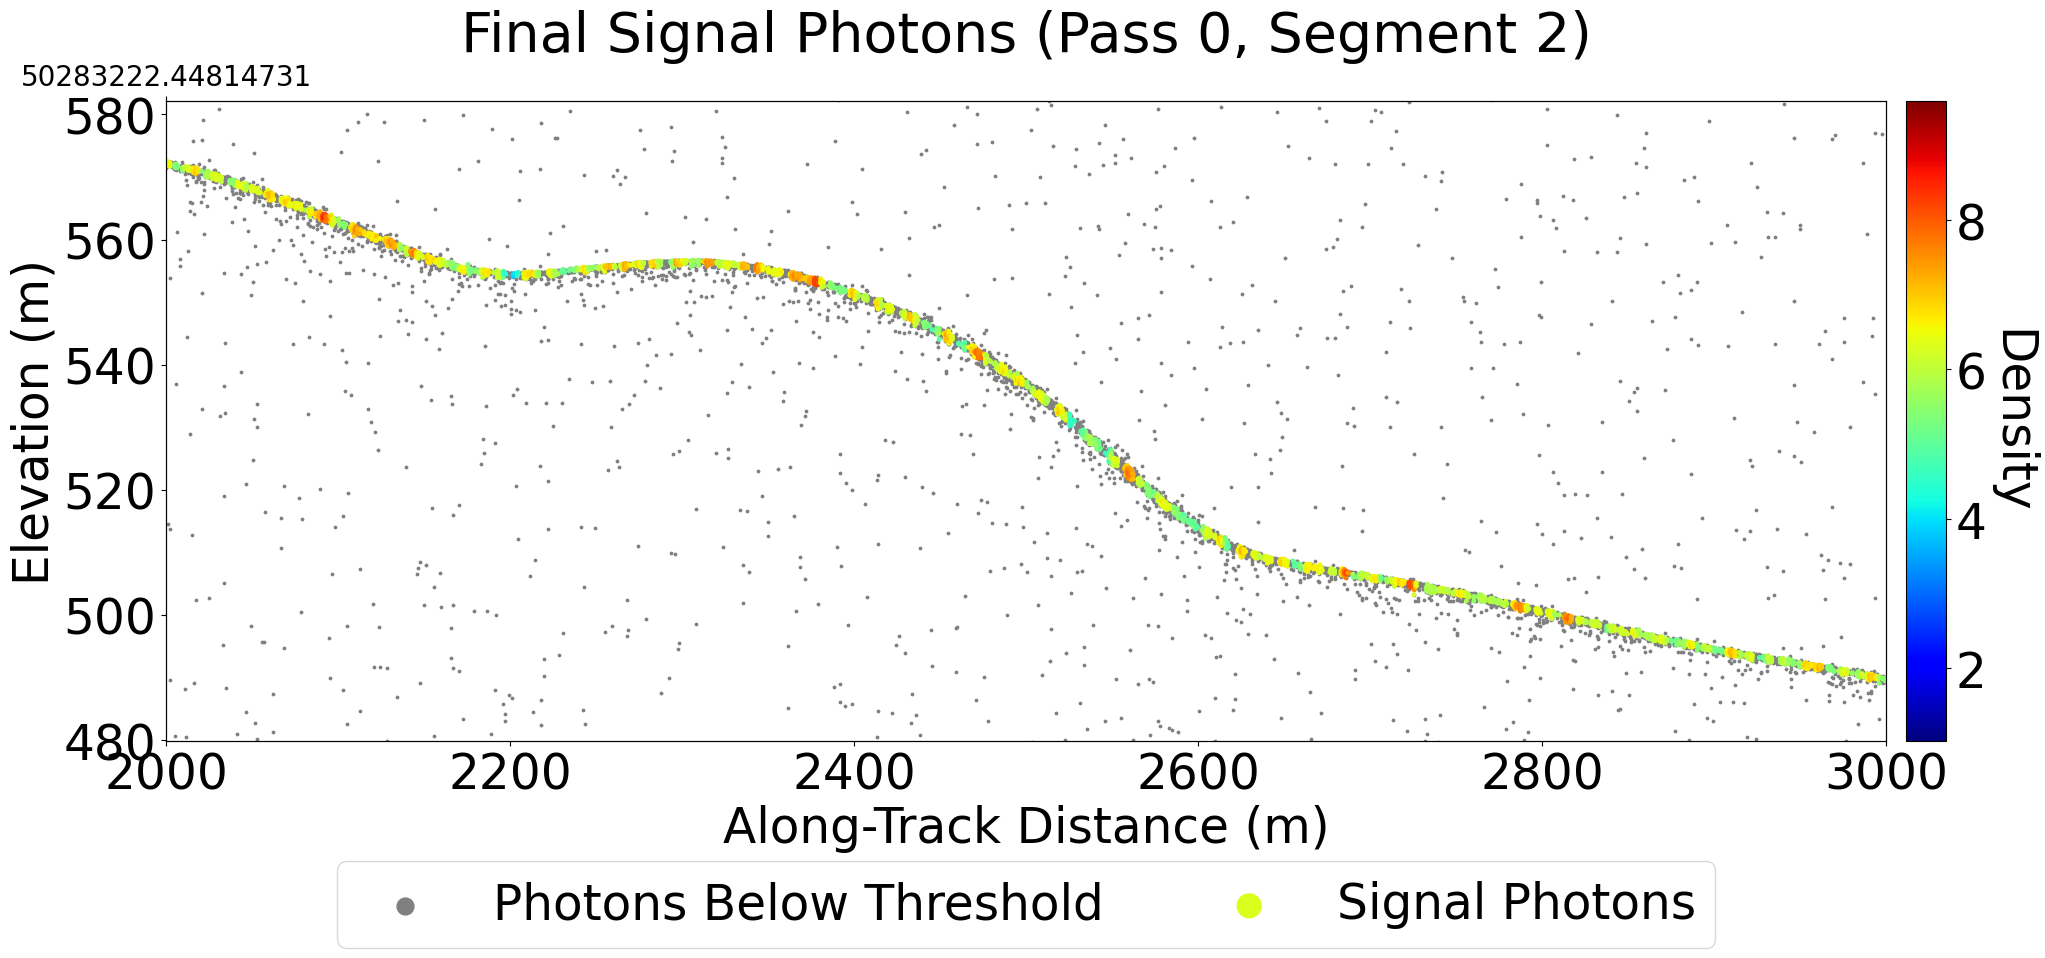 Final Signal Photons (Pass 0, Segment 2)
50283222.44814731
580
560
540
520
500
480
Elevation (m)
2000 2200 2400 2600 2800 3000
Along-Track Distance (m)
8
6
4
2
Density
Photons Below Threshold Signal Photons